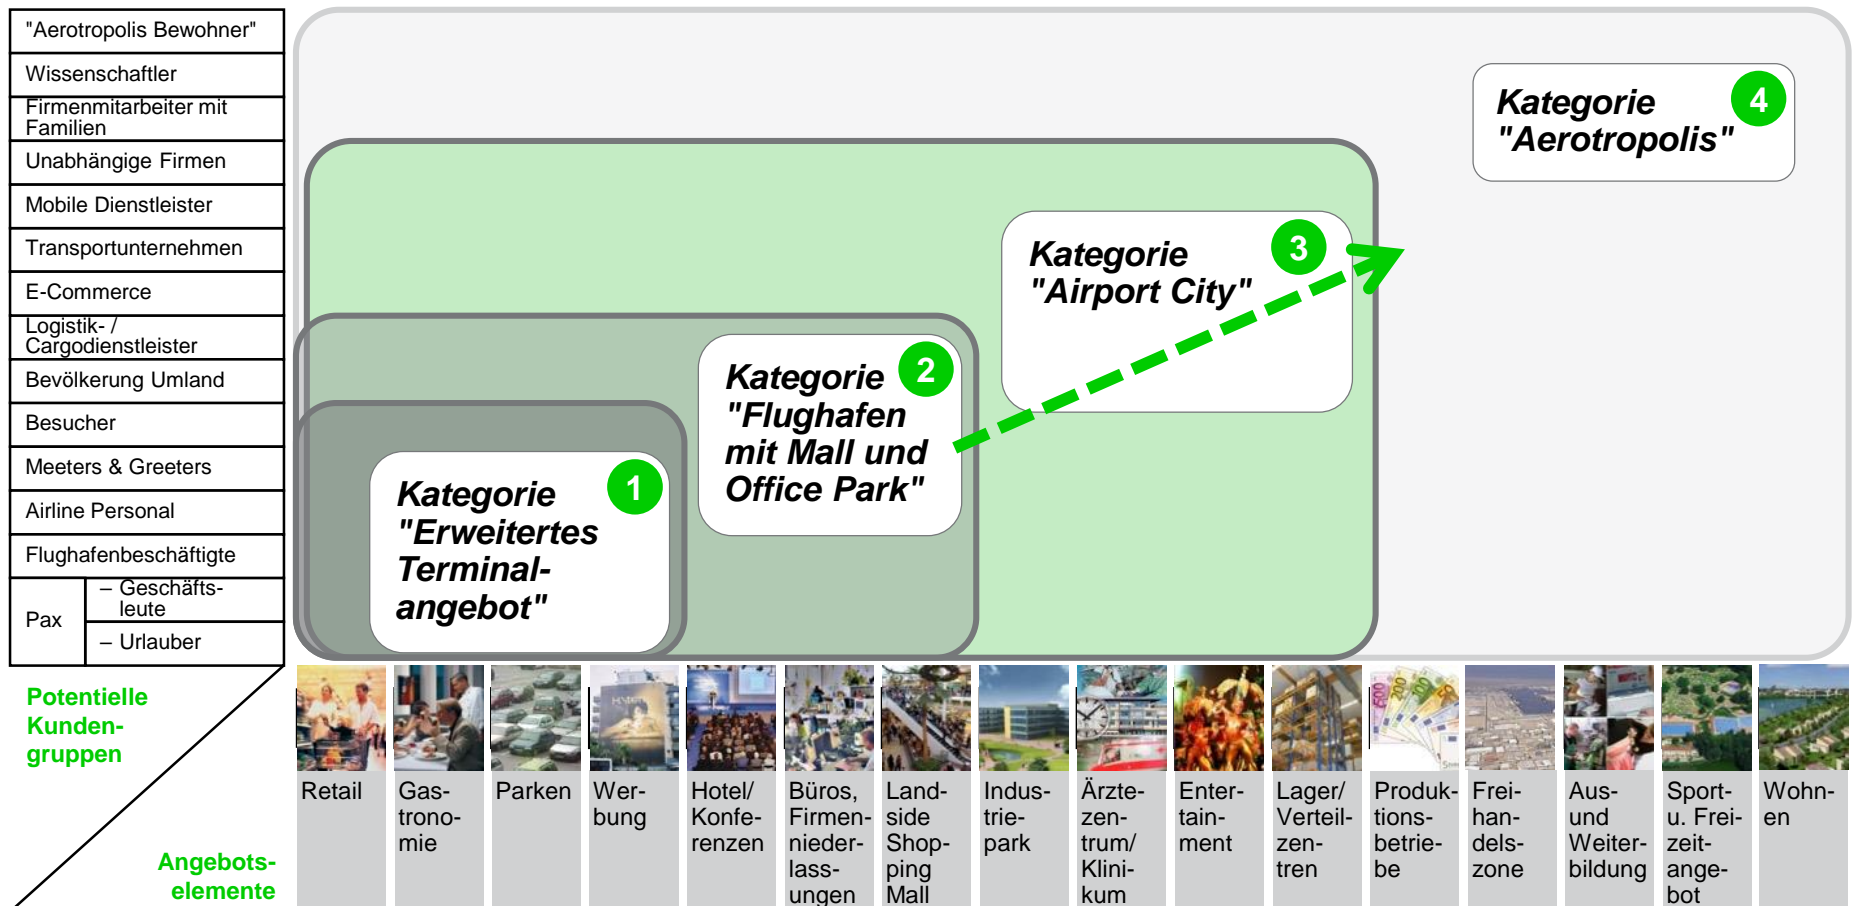 "Aerotropolis Bewohner"
Wissenschaftler
Firmenmitarbeiter mit
Familien
Unabhängige Firmen
Mobile Dienstleister
Transportunternehmen
E-Commerce
Logistik- /
Cargodienstleister
Bevölkerung Umland
Besucher
Meeters & Greeters
Airline Personal
Flughafenbeschäftigte
Pax
– Geschäfts-
leute
– Urlauber
Kategorie
"Aerotropolis"
4
Kategorie
"Airport City"
3
Kategorie
"Flughafen
mit Mall und
Office Park"
2
Kategorie
"Erweitertes
Terminal-
angebot"
1
Potentielle
Kunden-
gruppen
Angebots-
elemente
Retail
Gas-
trono-
mie
Parken
Wer-
bung
Hotel/
Konfe-
renzen
Büros,
Firmen-
nieder-
lass-
ungen
Land-
side
Shop-
ping
Mall
Indus-
trie-
park
Ärzte-
zen-
trum/
Klini-
kum
Enter-
tain-
ment
Lager/
Verteil-
zen-
tren
Produk-
tions-
betrie-
be
Frei-
han-
dels-
zone
Aus-
und
Weiter-
bildung
Sport-
u. Frei-
zeit-
ange-
bot
Wohn-
en